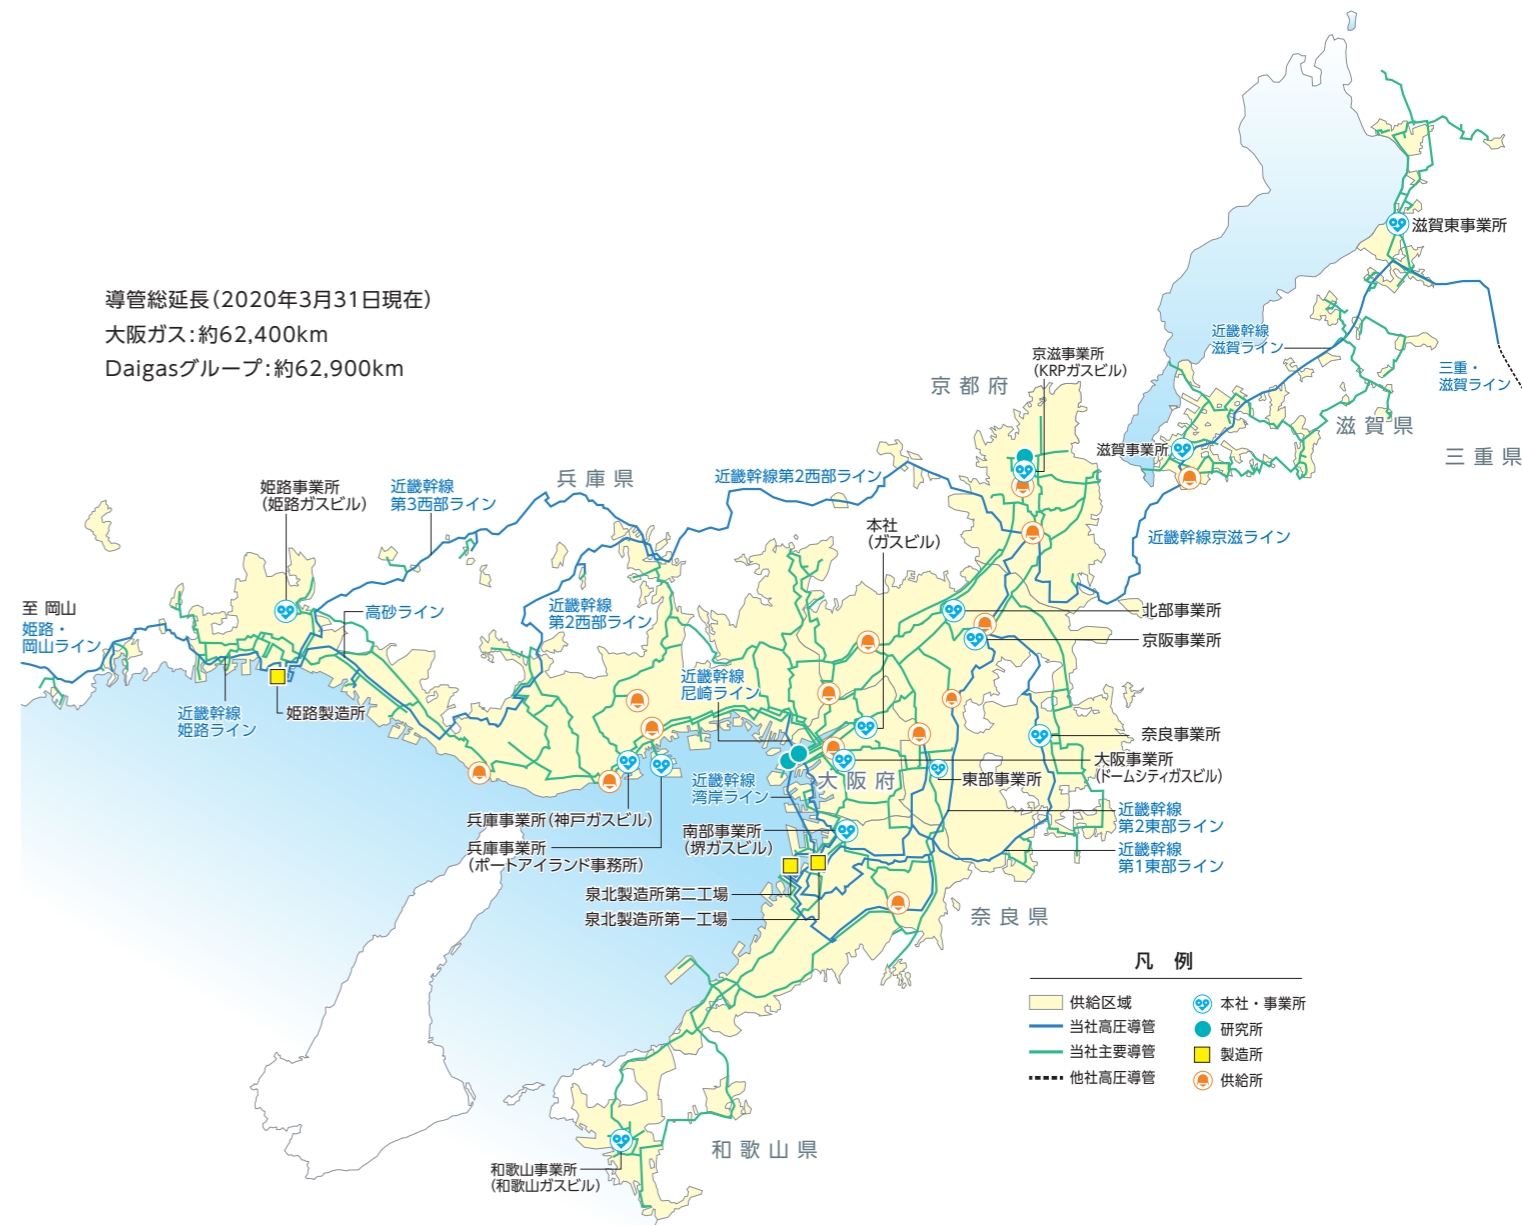 導管総延長（2020年3月31日現在）
大阪ガス：約62,400km
Daigasグループ：約62,900km
滋賀東事業所
近畿幹線
滋賀ライン
三重・
滋賀ライン
京滋事業所
（KRPガスビル）
京都府
滋賀県
三重県
滋賀事業所
近畿幹線京滋ライン
兵庫県
近畿幹線第2西部ライン
姫路事業所
（姫路ガスビル）
近畿幹線
第3西部ライン
本社
（ガスビル）
至 岡山
姫路・
岡山ライン
高砂ライン
近畿幹線
第2西部ライン
北部事業所
京阪事業所
近畿幹線
尼崎ライン
近畿幹線
姫路ライン
姫路製造所
奈良事業所
大阪事業所
（ドームシティガスビル）
東部事業所
大阪府
近畿幹線
湾岸ライン
兵庫事業所（神戸ガスビル）
兵庫事業所
（ポートアイランド事務所）
南部事業所
（堺ガスビル）
近畿幹線
第2東部ライン
近畿幹線
第1東部ライン
泉北製造所第二工場
泉北製造所第一工場
奈良県
和歌山県
和歌山事業所
（和歌山ガスビル）
凡 例
供給区域
当社高圧導管
当社主要導管
他社高圧導管
本社・事業所
研究所
製造所
供給所